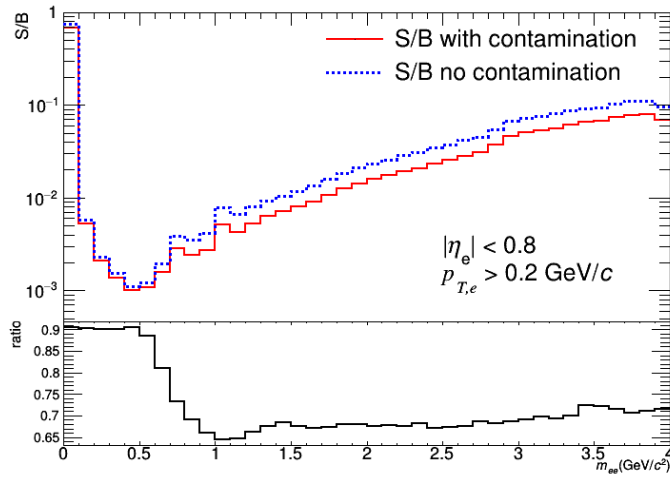 S/B
1
10⁻¹
10⁻²
10⁻³
S/B with contamination
S/B no contamination
|ηₑ| < 0.8
p_T,e > 0.2 GeV/c
ratio
0.9
0.85
0.8
0.75
0.7
0.65
0 0.5 1 1.5 2 2.5 3 3.5 4
mₑₑ(GeV/c²)